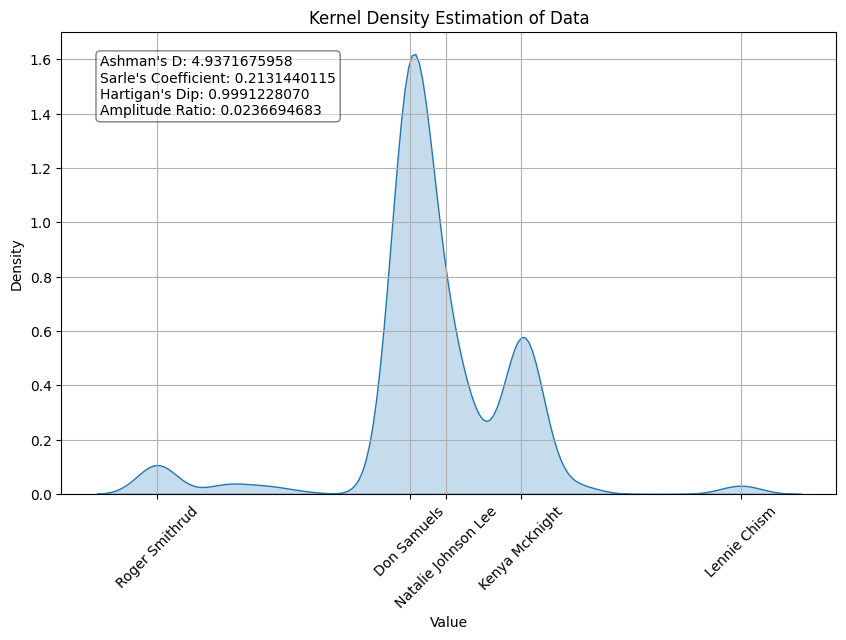 Kernel Density Estimation of Data
Ashman's D: 4.9371675958
Sarle's Coefficient: 0.2131440115
Hartigan's Dip: 0.9991228070
Amplitude Ratio: 0.0236694683
1.6
1.4
1.2
1.0
0.8
0.6
0.4
0.2
0.0
Density
Roger Smithrud
Don Samuels
Natalie Johnson Lee
Kenya McKnight
Lennie Chism
Value